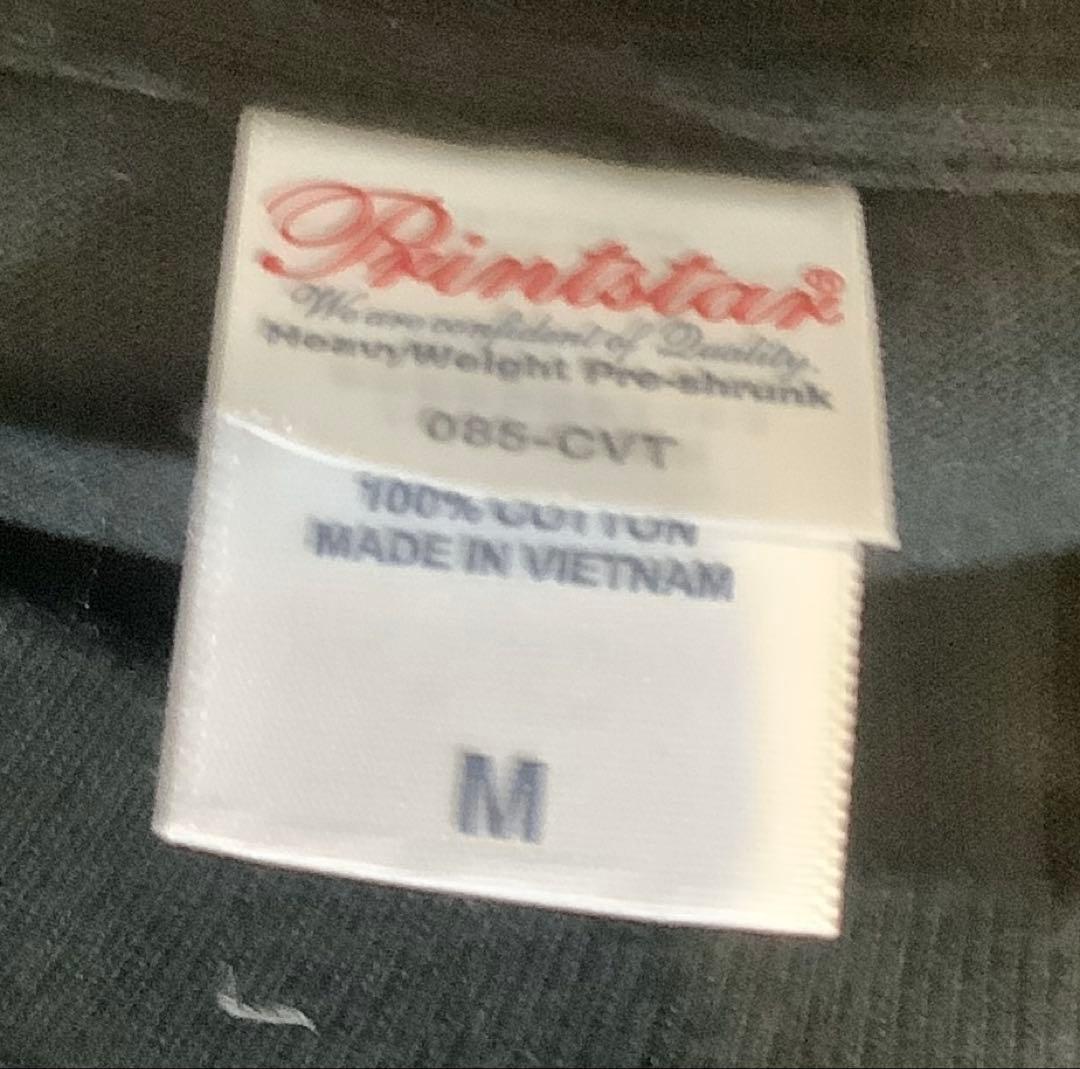 Printstar®
We are confident of Quality.
HeavyWeight Pre-shrunk
085-CVT
100% COTTON
MADE IN VIETNAM
M